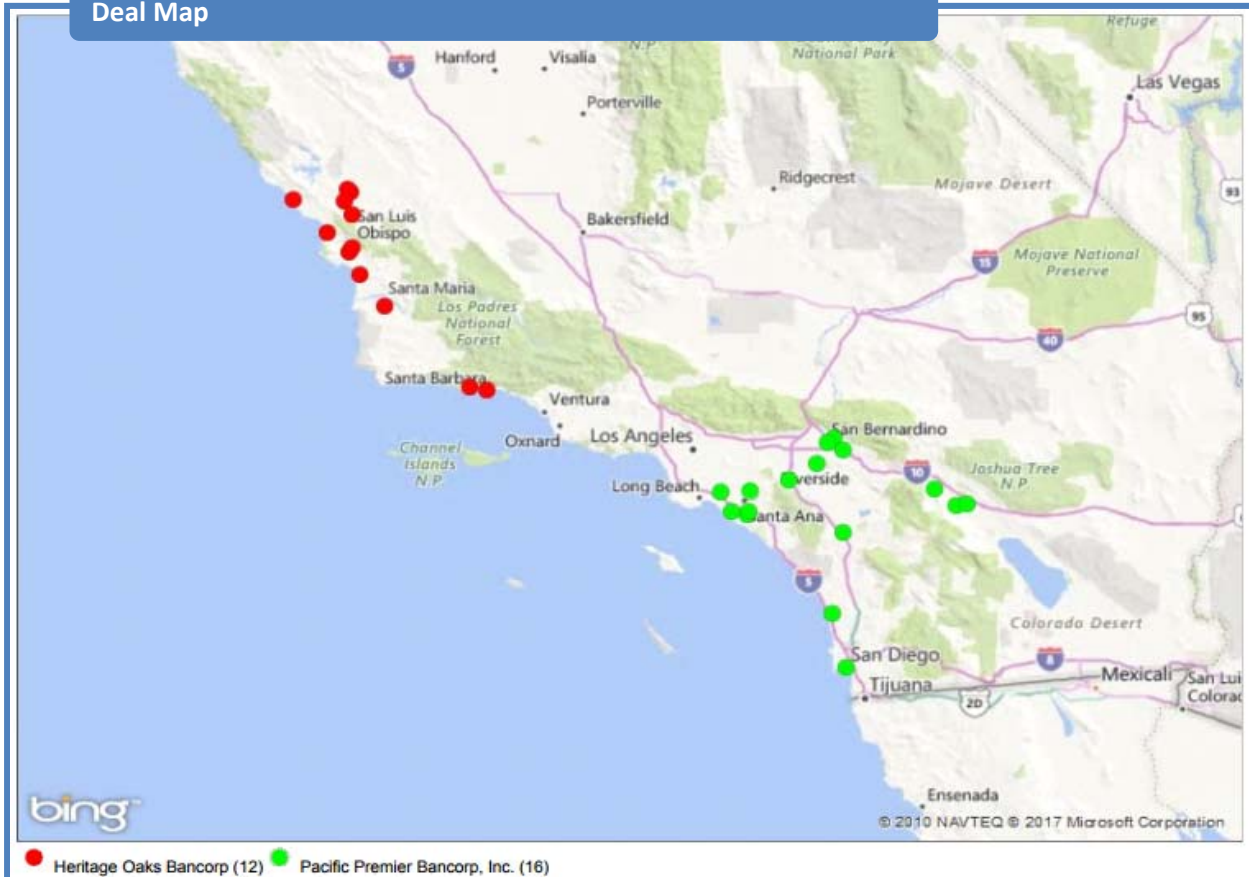 Deal Map
Refuge
Hanford
Visalia
N.P.
National Park
5
Las Vegas
Porterville
Ridgecrest
Mojave Desert
93
San Luis
Obispo
Bakersfield
15
Mojave National
Preserve
Santa Maria
Los Padres
National
Forest
95
40
Santa Barbara
Ventura
Oxnard
Los Angeles
San Bernardino
Channel
Islands
N.P.
10
Joshua Tree
N.P.
Long Beach
5
Colorado Desert
San Diego
8
Mexicali
Tijuana
2D
Ensenada
bing
© 2010 NAVTEQ © 2017 Microsoft Corporation
Heritage Oaks Bancorp (12) Pacific Premier Bancorp, Inc. (16)